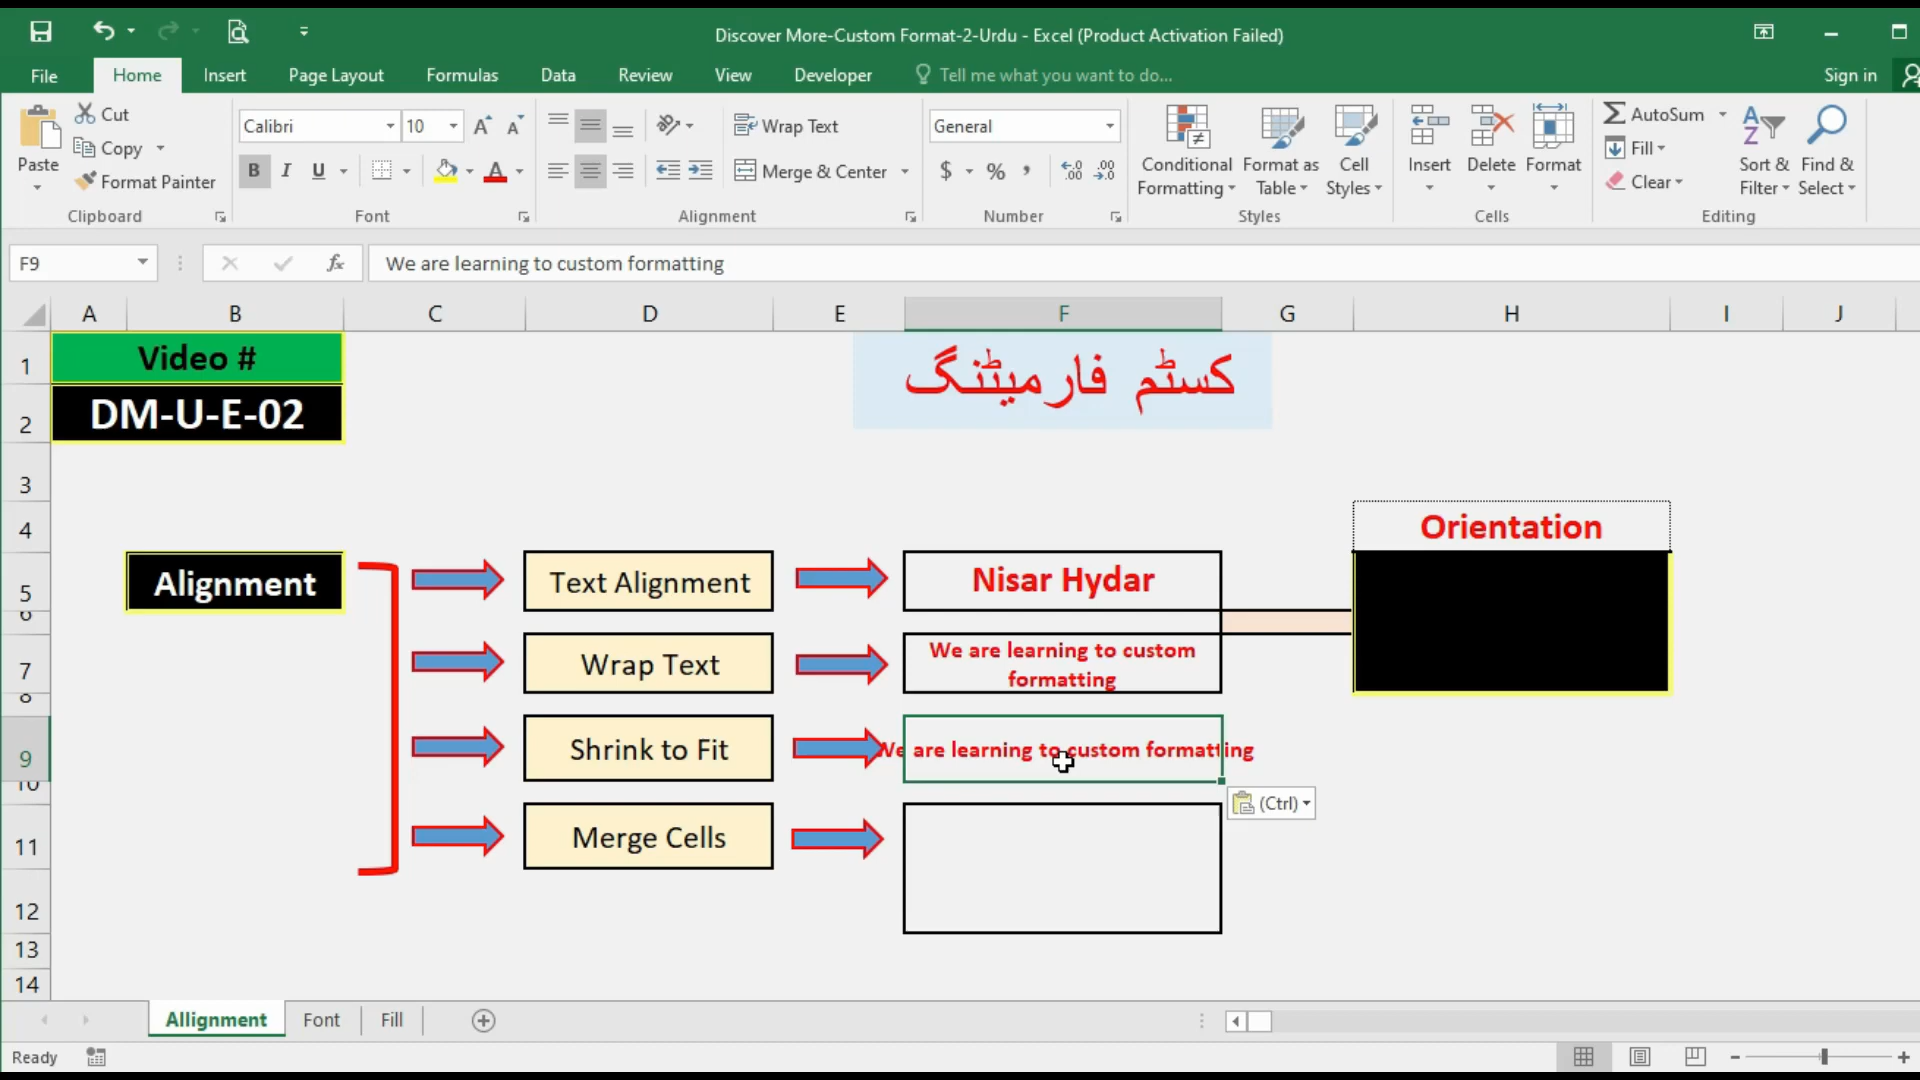 Discover More-Custom Format-2-Urdu - Excel (Product Activation Failed)
File Home Insert Page Layout Formulas Data Review View Developer Tell me what you want to do... Sign in
Paste
Cut
Copy
Format Painter
Clipboard
Calibri 10
B I U
Font
Wrap Text
Merge & Center
Alignment
General
$ % ,
Number
Conditional Formatting
Format as Table
Cell Styles
Styles
Insert Delete Format
Cells
AutoSum
Fill
Clear
Sort & Filter
Find & Select
Editing
F9 fx We are learning to custom formatting
A B C D E F G H I J
1 Video # کسٹم فارمیٹنگ
2 DM-U-E-02
3
4 Orientation
5 Alignment Text Alignment Nisar Hydar
6
7 Wrap Text We are learning to custom
formatting
8
9 Shrink to Fit We are learning to custom formatting
10 (Ctrl)
11 Merge Cells
12
13
14
Allignment Font Fill
Ready